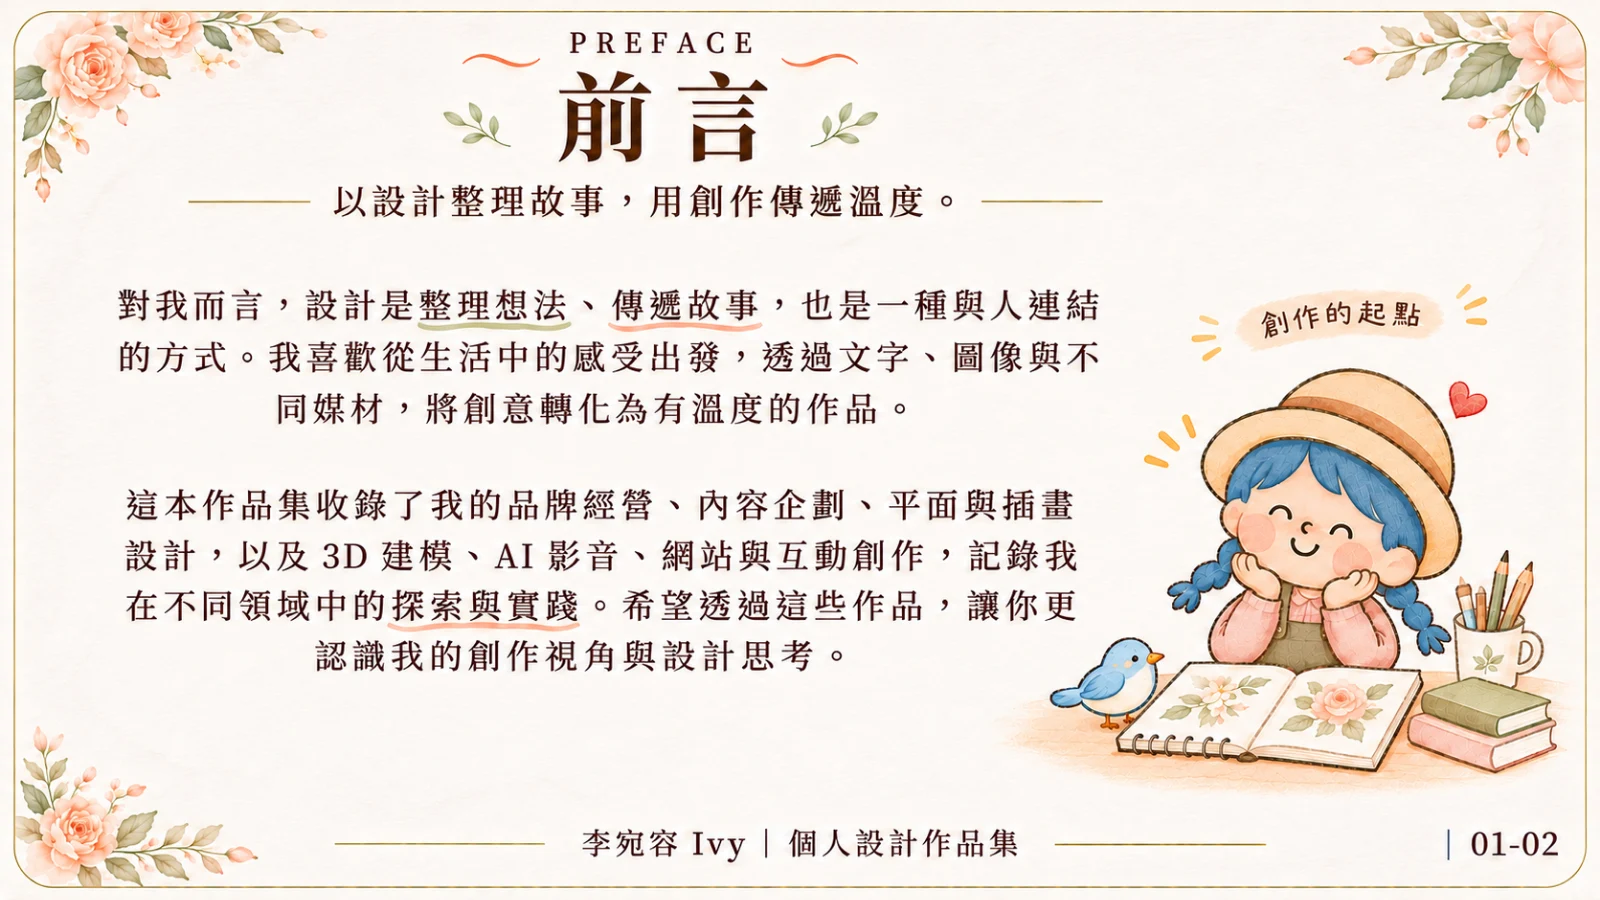 PREFACE
前言
以設計整理故事，用創作傳遞溫度。
對我而言，設計是整理想法、傳遞故事，也是一種與人連結
的方式。我喜歡從生活中的感受出發，透過文字、圖像與不
同媒材，將創意轉化為有溫度的作品。
這本作品集收錄了我的品牌經營、內容企劃、平面與插畫
設計，以及 3D 建模、AI 影音、網站與互動創作，記錄我
在不同領域中的探索與實踐。希望透過這些作品，讓你更
認識我的創作視角與設計思考。
創作的起點
李宛容 Ivy｜個人設計作品集
| 01-02